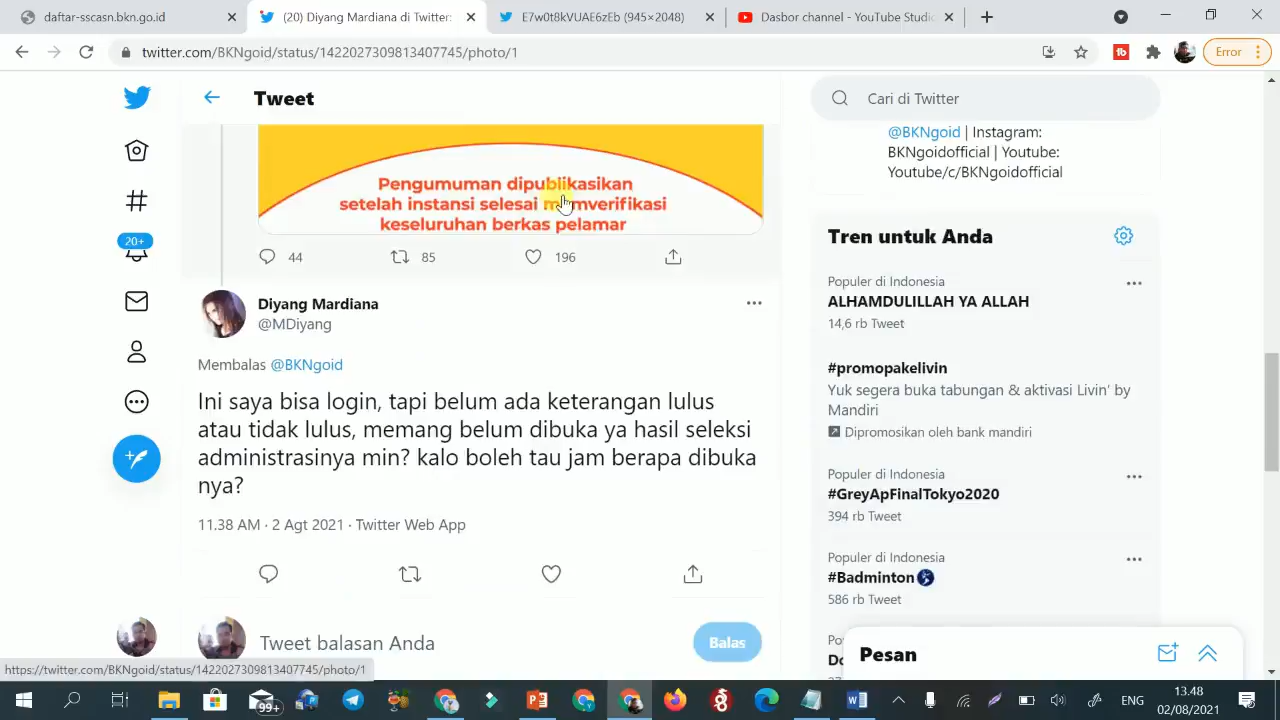 daftar-sscasn.bkn.go.id
(20) Diyang Mardiana di Twitter:
E7w0t8kVUAE6zEb (945×2048)
Dasbor channel - YouTube Studio
twitter.com/BKNgoid/status/1422027309813407745/photo/1
Error
Tweet
Pengumuman dipublikasikan
setelah instansi selesai memverifikasi
keseluruhan berkas pelamar
44
85
196
20+
Diyang Mardiana
@MDiyang
Membalas @BKNgoid
Ini saya bisa login, tapi belum ada keterangan lulus
atau tidak lulus, memang belum dibuka ya hasil seleksi
administrasinya min? kalo boleh tau jam berapa dibuka
nya?
11.38 AM · 2 Agt 2021 · Twitter Web App
Tweet balasan Anda
Balas
Cari di Twitter
@BKNgoid | Instagram:
BKNgoidofficial | Youtube:
Youtube/c/BKNgoidofficial
Tren untuk Anda
Populer di Indonesia
ALHAMDULILLAH YA ALLAH
14,6 rb Tweet
#promopakelivin
Yuk segera buka tabungan & aktivasi Livin' by
Mandiri
Dipromosikan oleh bank mandiri
Populer di Indonesia
#GreyApFinalTokyo2020
394 rb Tweet
Populer di Indonesia
#Badminton
586 rb Tweet
Pesan
https://twitter.com/BKNgoid/status/1422027309813407745/photo/1
99+
ENG
13.48
02/08/2021